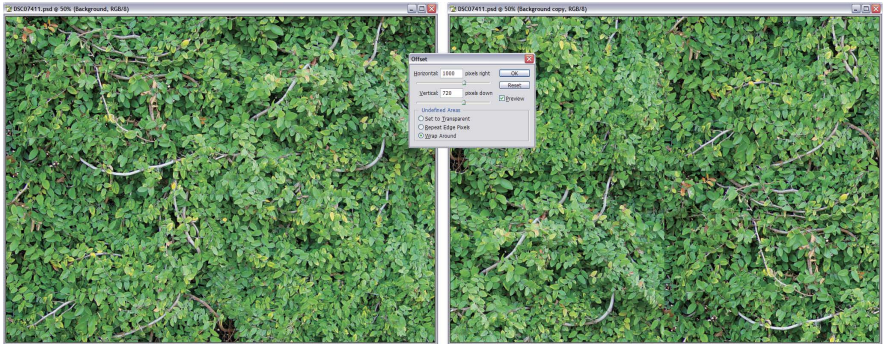 DSC07411.psd @ 50% (Background, RGB/8)
DSC07411.psd @ 50% (Background copy, RGB/8)
Offset
Horizontal: 1000 pixels right
OK
Reset
Vertical: 720 pixels down
Preview
Undefined Areas
Set to Transparent
Repeat Edge Pixels
Wrap Around